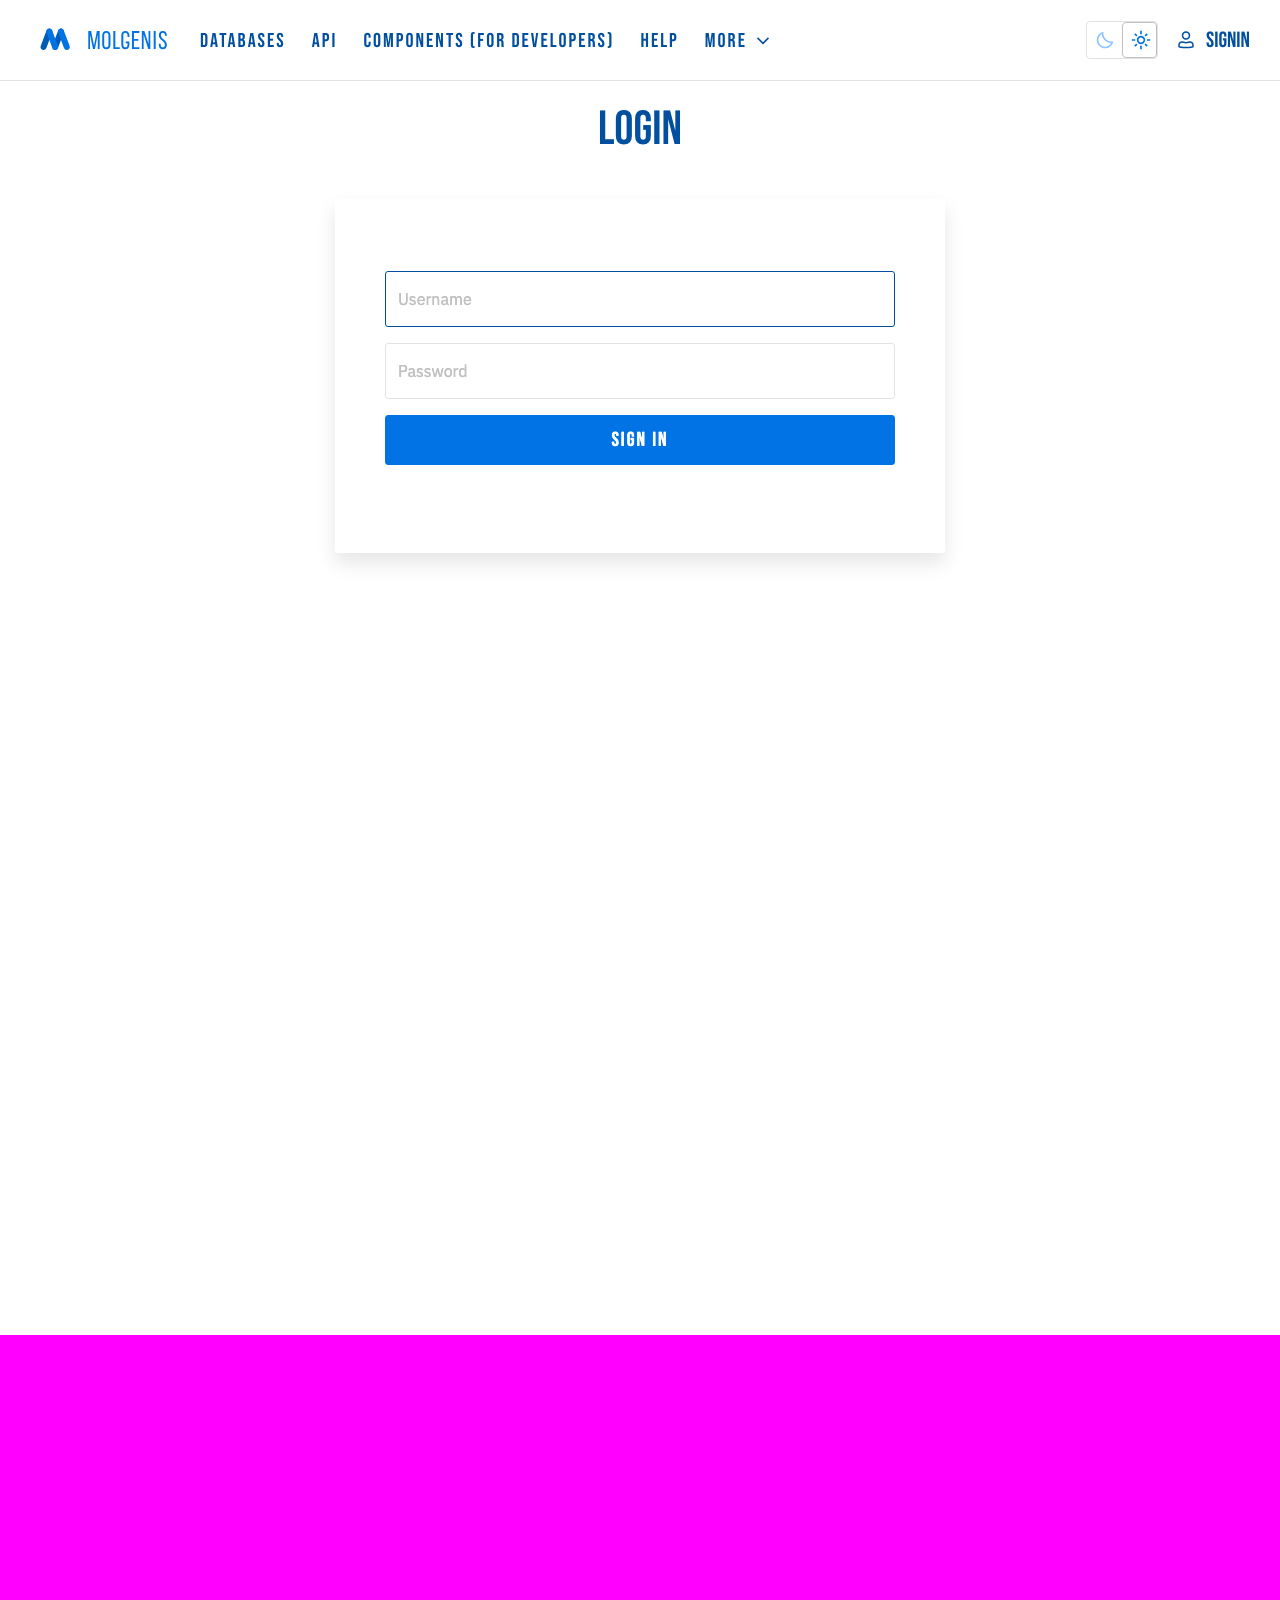 MOLGENIS DATABASES API COMPONENTS (FOR DEVELOPERS) HELP MORE SIGNIN
LOGIN
Username
Password
SIGN IN